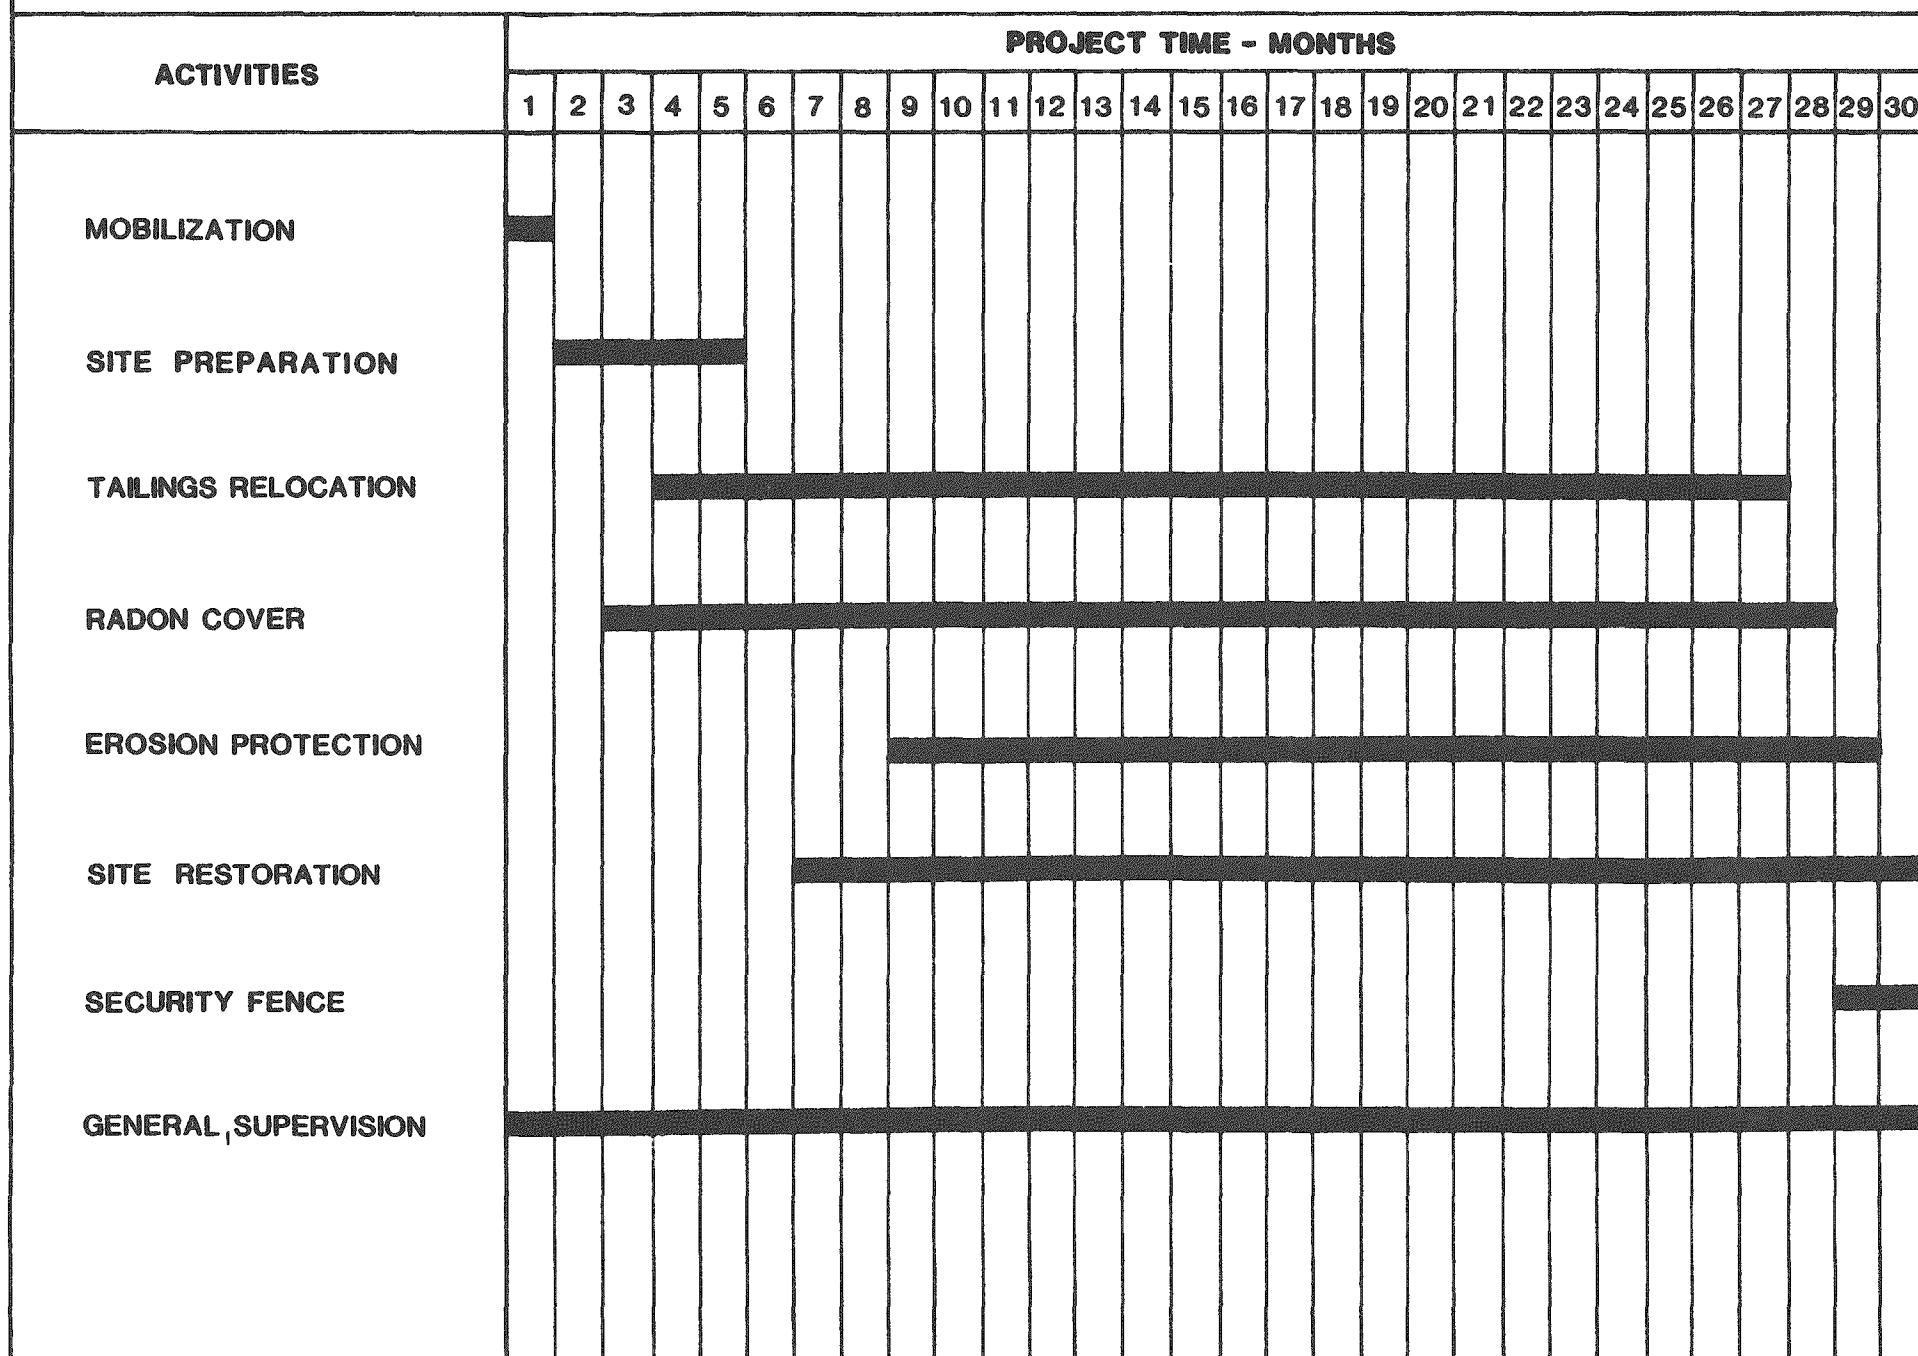 PROJECT TIME - MONTHS
ACTIVITIES
1 2 3 4 5 6 7 8 9 10 11 12 13 14 15 16 17 18 19 20 21 22 23 24 25 26 27 28 29 30
MOBILIZATION
SITE PREPARATION
TAILINGS RELOCATION
RADON COVER
EROSION PROTECTION
SITE RESTORATION
SECURITY FENCE
GENERAL SUPERVISION